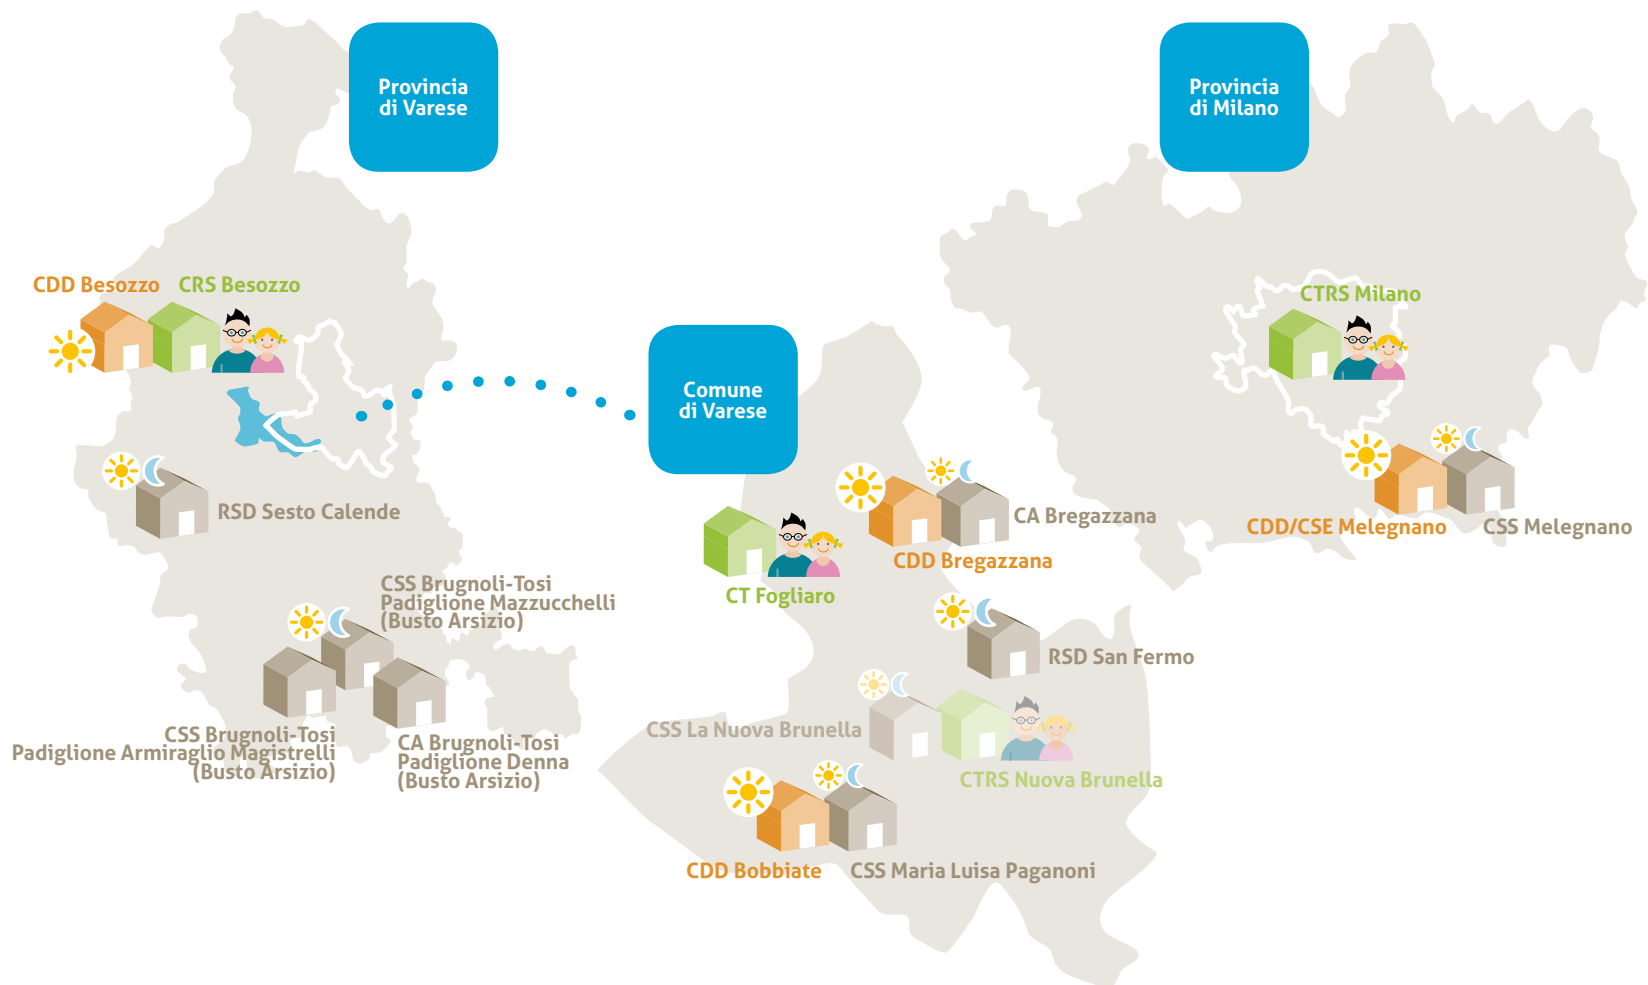 Provincia
di Varese
Provincia
di Milano
CDD Besozzo
CRS Besozzo
CTRS Milano
Comune
di Varese
RSD Sesto Calende
CA Bregazzana
CDD Bregazzana
CDD/CSE Melegnano
CSS Melegnano
CT Fogliaro
CSS Brugnoli-Tosi
Padiglione Mazzucchelli
(Busto Arsizio)
RSD San Fermo
CSS Brugnoli-Tosi
Padiglione Armiraglio Magistrelli
(Busto Arsizio)
CA Brugnoli-Tosi
Padiglione Denna
(Busto Arsizio)
CSS La Nuova Brunella
CTRS Nuova Brunella
CDD Bobbiate
CSS Maria Luisa Paganoni